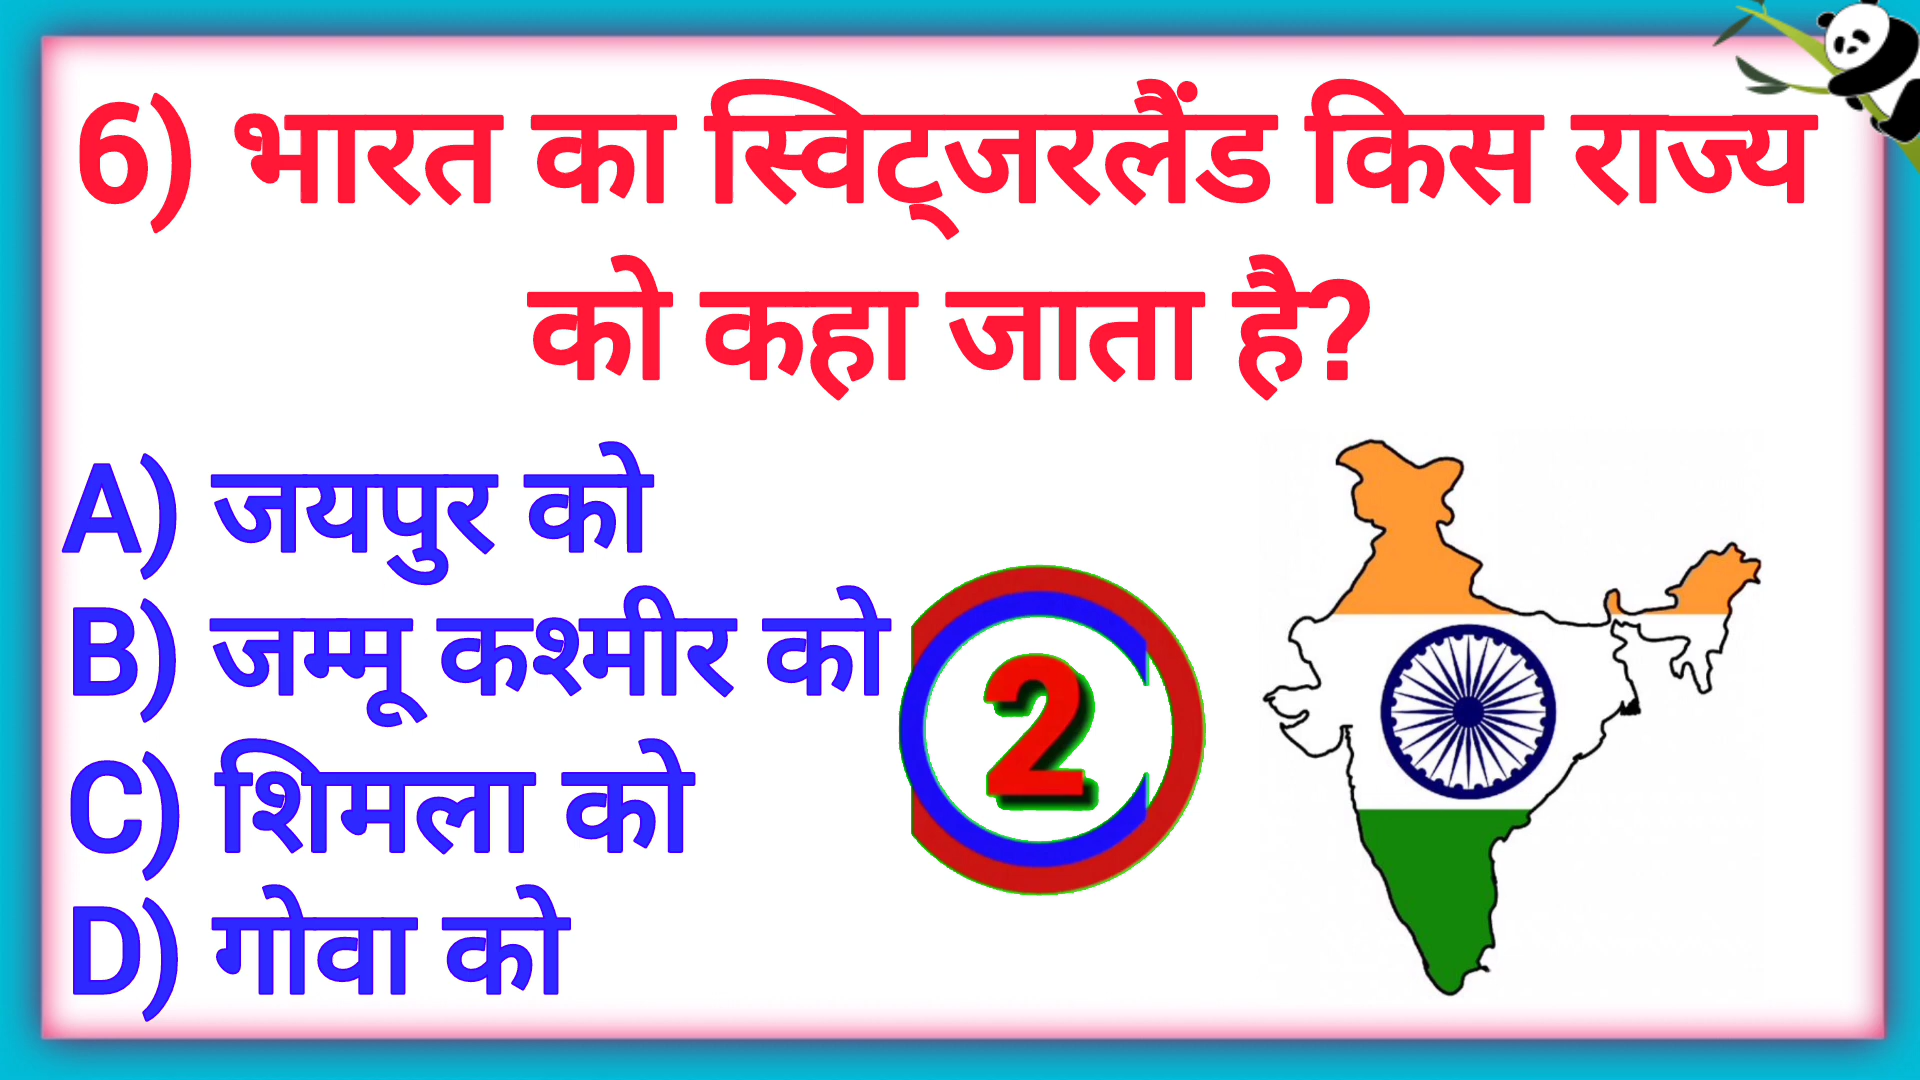 6) भारत का स्विट्जरलैंड किस राज्य
को कहा जाता है?
A) जयपुर को
B) जम्मू कश्मीर को
C) शिमला को
D) गोवा को
2